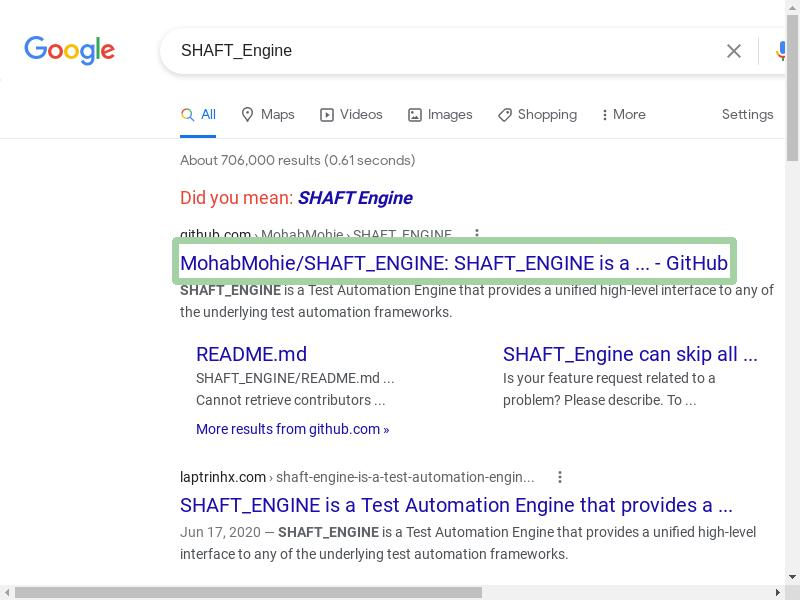 Google
SHAFT_Engine
All Maps Videos Images Shopping More Settings
About 706,000 results (0.61 seconds)
Did you mean: SHAFT Engine
github.com › MohabMohie › SHAFT_ENGINE
MohabMohie/SHAFT_ENGINE: SHAFT_ENGINE is a ... - GitHub
SHAFT_ENGINE is a Test Automation Engine that provides a unified high-level interface to any of
the underlying test automation frameworks.
README.md
SHAFT_ENGINE/README.md ...
Cannot retrieve contributors ...
SHAFT_Engine can skip all ...
Is your feature request related to a
problem? Please describe. To ...
More results from github.com »
laptrinhx.com › shaft-engine-is-a-test-automation-engin...
SHAFT_ENGINE is a Test Automation Engine that provides a ...
Jun 17, 2020 — SHAFT_ENGINE is a Test Automation Engine that provides a unified high-level
interface to any of the underlying test automation frameworks.